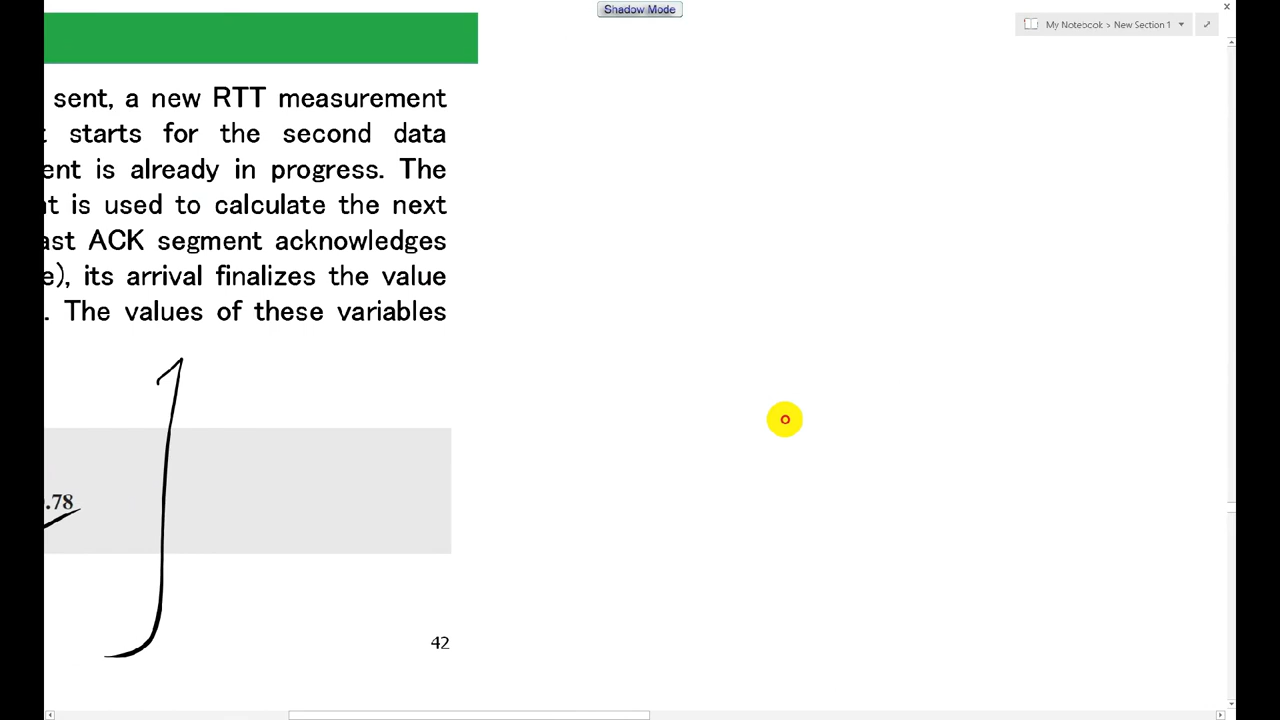 Shadow Mode
My Notebook > New Section 1
sent, a new RTT measurement
starts for the second data
ent is already in progress. The
is used to calculate the next
ast ACK segment acknowledges
e), its arrival finalizes the value
. The values of these variables
.78
42